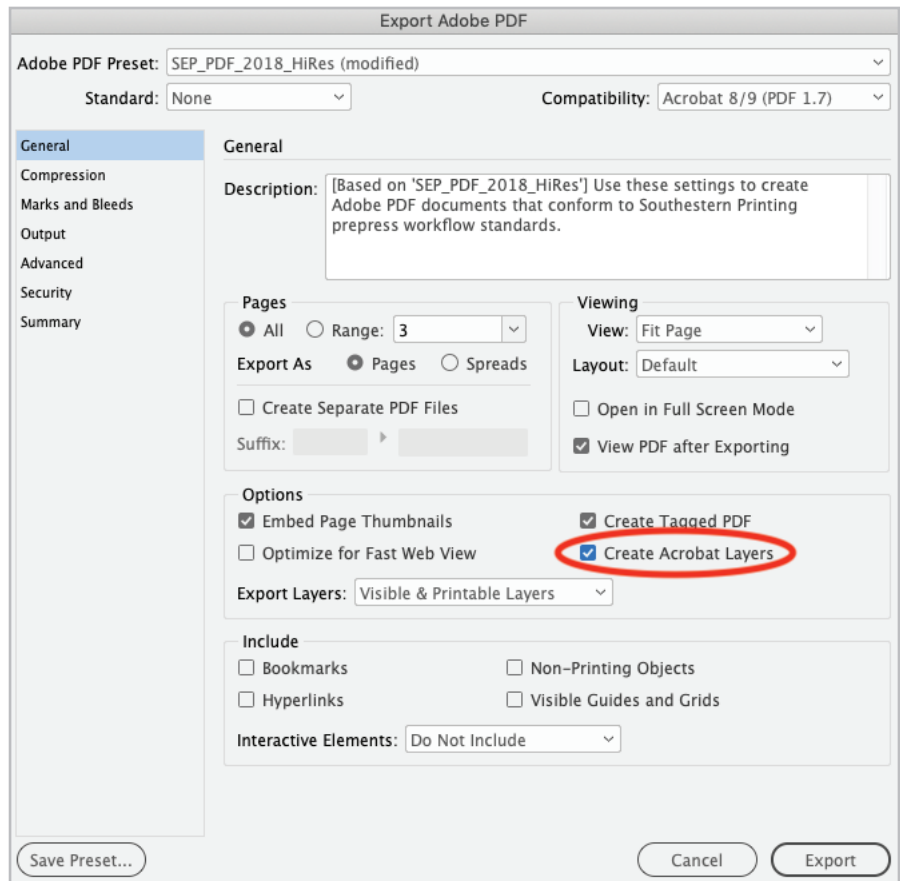 Export Adobe PDF
Adobe PDF Preset: SEP_PDF_2018_HiRes (modified)
Standard: None Compatibility: Acrobat 8/9 (PDF 1.7)
General
Compression
Marks and Bleeds
Output
Advanced
Security
Summary
General
Description: [Based on 'SEP_PDF_2018_HiRes'] Use these settings to create
Adobe PDF documents that conform to Southestern Printing
prepress workflow standards.
Pages
All Range: 3
Export As Pages Spreads
Create Separate PDF Files
Suffix:
Viewing
View: Fit Page
Layout: Default
Open in Full Screen Mode
View PDF after Exporting
Options
Embed Page Thumbnails Create Tagged PDF
Optimize for Fast Web View Create Acrobat Layers
Export Layers: Visible & Printable Layers
Include
Bookmarks Non-Printing Objects
Hyperlinks Visible Guides and Grids
Interactive Elements: Do Not Include
Save Preset... Cancel Export